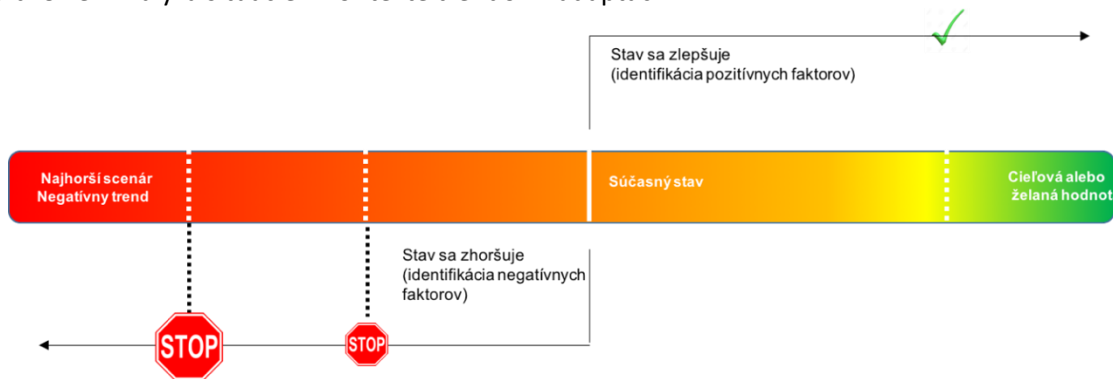 Stav sa zlepšuje
(identifikácia pozitívnych faktorov)
Najhorší scenár
Negatívny trend
Súčasný stav
Cieľová alebo
želaná hodnot
Stav sa zhoršuje
(identifikácia negatívnych
faktorov)
STOP
STOP